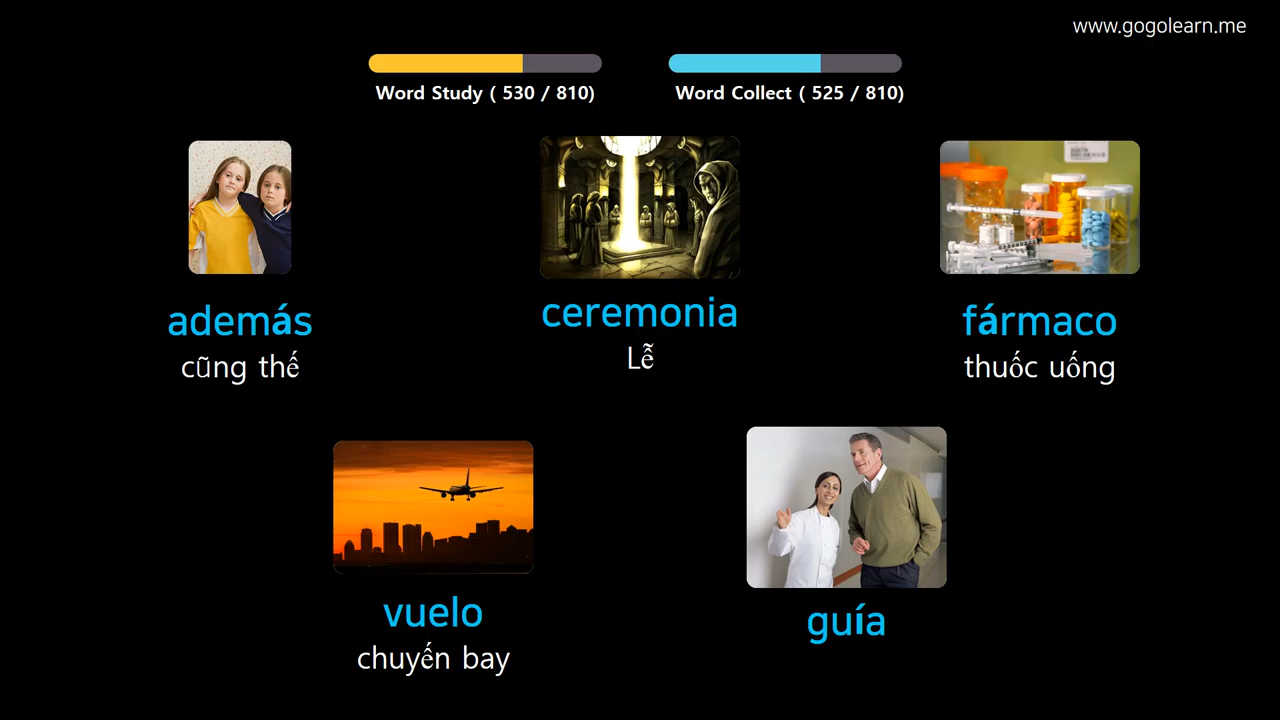 www.gogolearn.me
Word Study ( 530 / 810)
Word Collect ( 525 / 810)
además
cũng thế
ceremonia
Lễ
fármaco
thuốc uống
vuelo
chuyến bay
guía